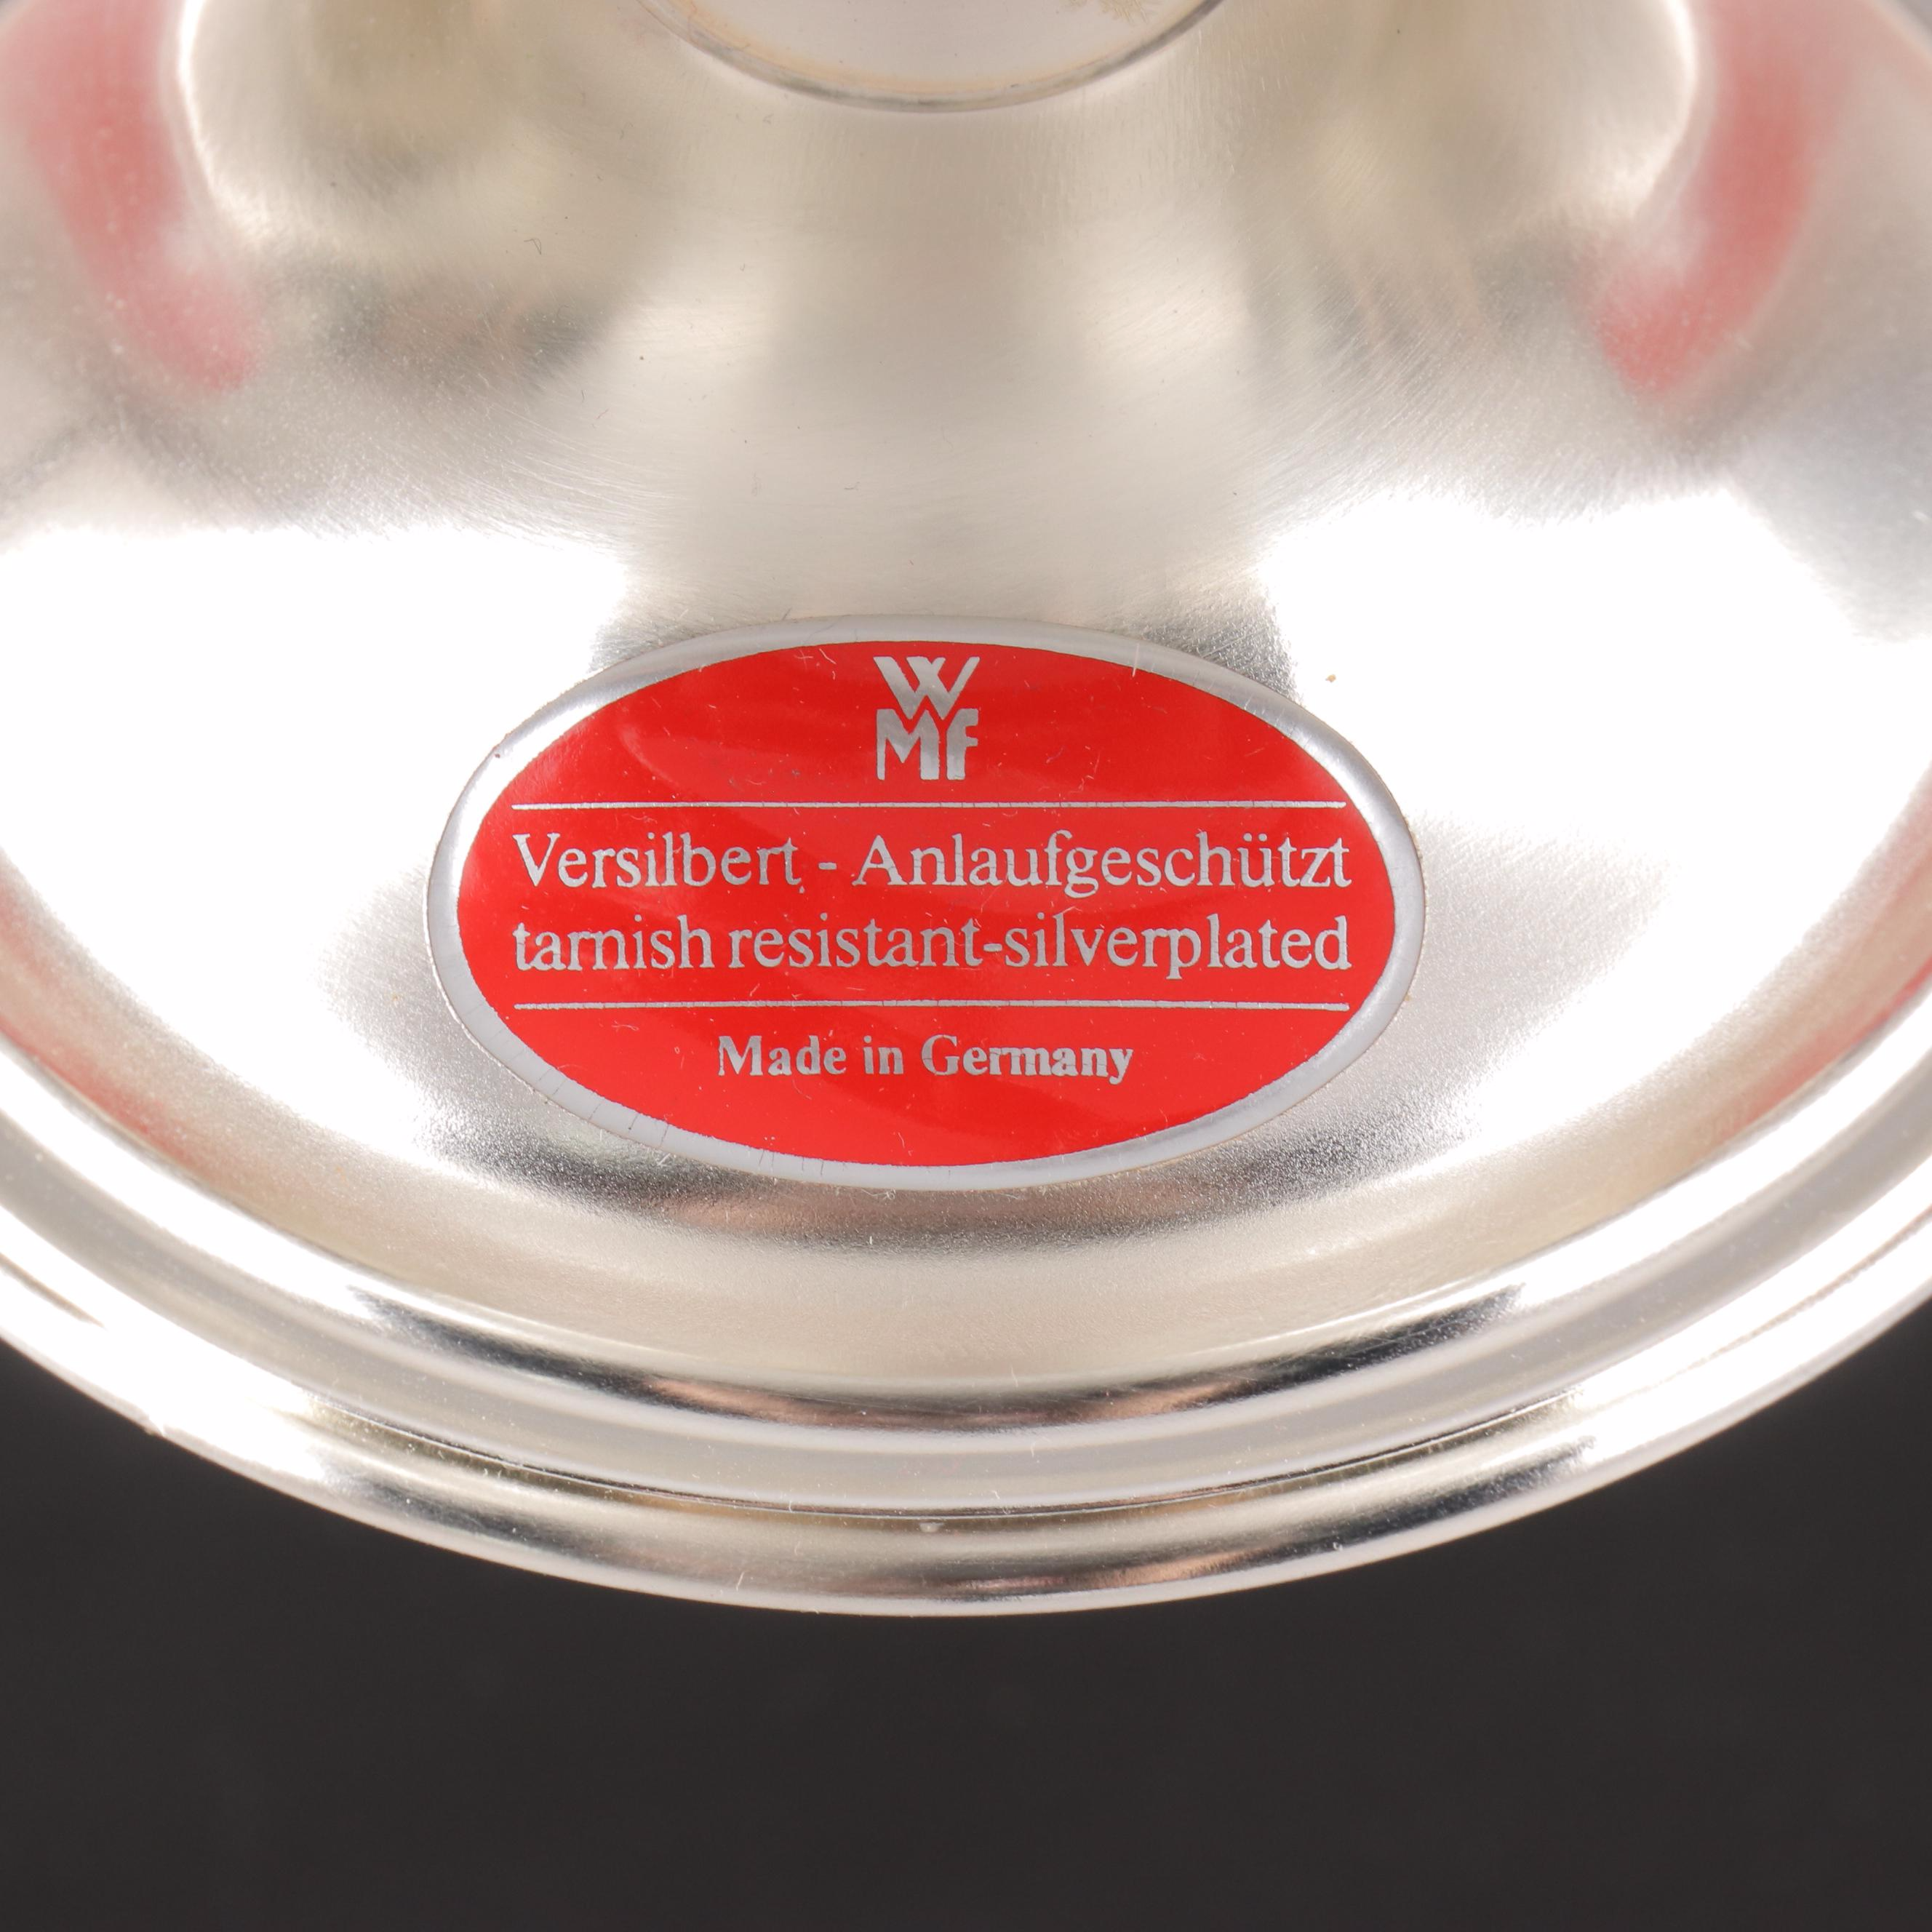 WMF
Versilbert - Anlaufgeschützt
tarnish resistant-silverplated
Made in Germany